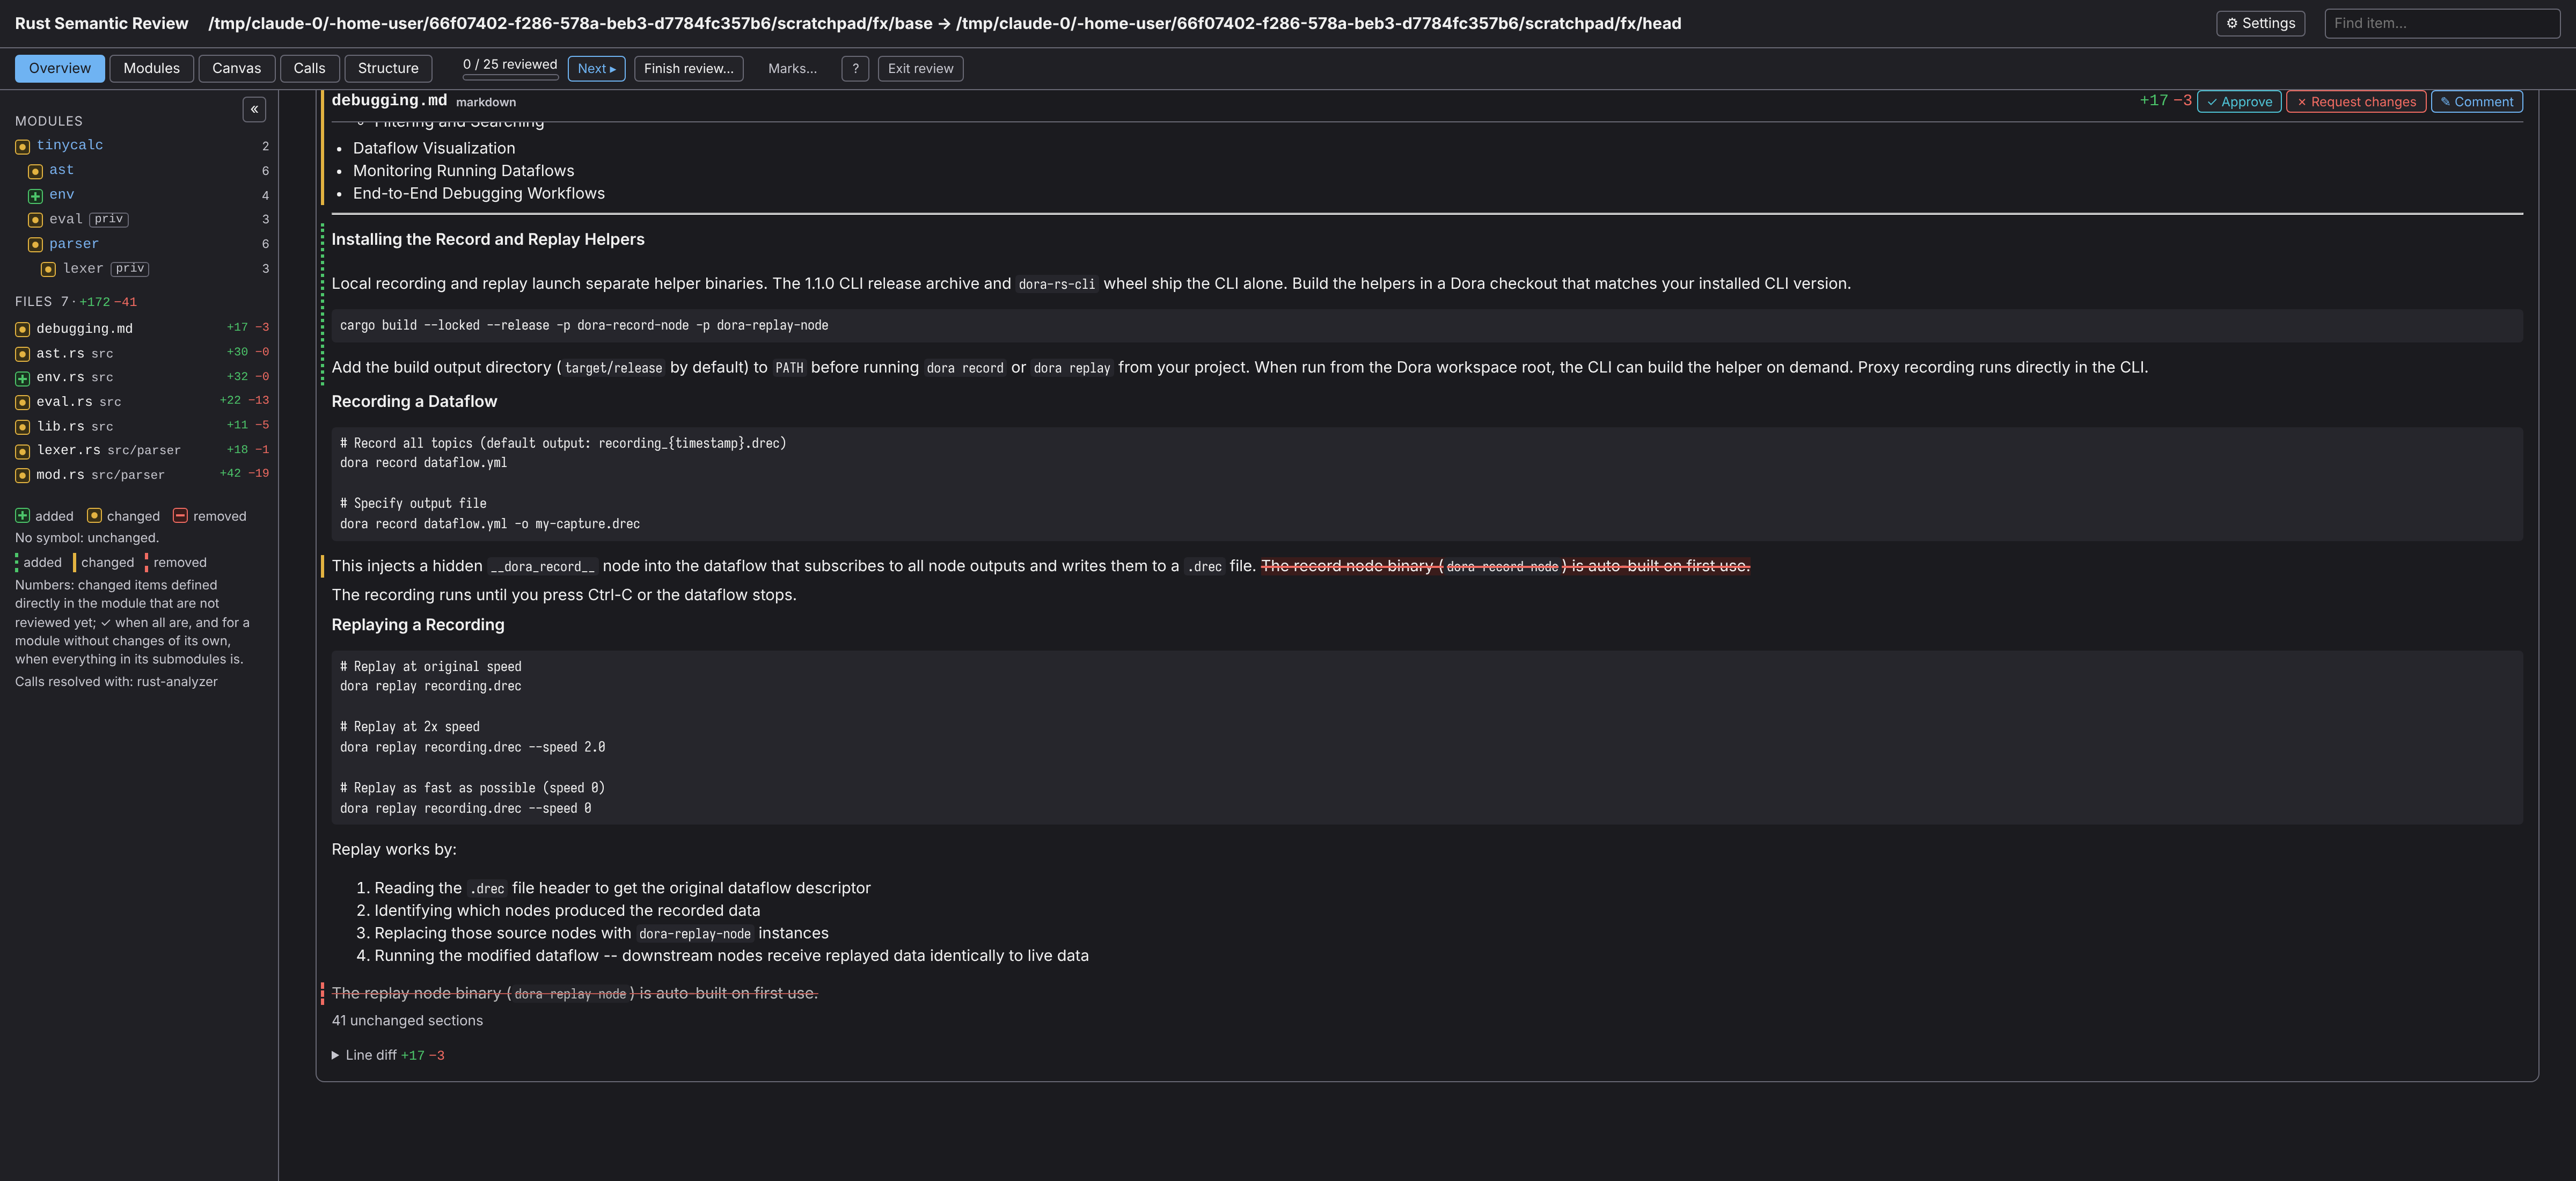 Rust Semantic Review /tmp/claude-0/-home-user/66f07402-f286-578a-beb3-d7784fc357b6/scratchpad/fx/base → /tmp/claude-0/-home-user/66f07402-f286-578a-beb3-d7784fc357b6/scratchpad/fx/head ⚙ Settings Find item...
Overview Modules Canvas Calls Structure 0 / 25 reviewed Next ▸ Finish review... Marks... ? Exit review
«
MODULES
tinycalc 2
ast 6
env 4
eval priv 3
parser 6
lexer priv 3
FILES 7 · +172 −41
debugging.md +17 −3
ast.rs src +30 −0
env.rs src +32 −0
eval.rs src +22 −13
lib.rs src +11 −5
lexer.rs src/parser +18 −1
mod.rs src/parser +42 −19
added changed removed
No symbol: unchanged.
added changed removed
Numbers: changed items defined
directly in the module that are not
reviewed yet; ✓ when all are, and for a
module without changes of its own,
when everything in its submodules is.
Calls resolved with: rust-analyzer
debugging.md markdown +17 −3 ✓ Approve × Request changes ✎ Comment
Filtering and Searching
• Dataflow Visualization
• Monitoring Running Dataflows
• End-to-End Debugging Workflows
Installing the Record and Replay Helpers
Local recording and replay launch separate helper binaries. The 1.1.0 CLI release archive and dora-rs-cli wheel ship the CLI alone. Build the helpers in a Dora checkout that matches your installed CLI version.
cargo build --locked --release -p dora-record-node -p dora-replay-node
Add the build output directory (target/release by default) to PATH before running dora record or dora replay from your project. When run from the Dora workspace root, the CLI can build the helper on demand. Proxy recording runs directly in the CLI.
Recording a Dataflow
# Record all topics (default output: recording_{timestamp}.drec)
dora record dataflow.yml
# Specify output file
dora record dataflow.yml -o my-capture.drec
This injects a hidden __dora_record__ node into the dataflow that subscribes to all node outputs and writes them to a .drec file. The record node binary (dora-record-node) is auto-built on first use.
The recording runs until you press Ctrl-C or the dataflow stops.
Replaying a Recording
# Replay at original speed
dora replay recording.drec
# Replay at 2x speed
dora replay recording.drec --speed 2.0
# Replay as fast as possible (speed 0)
dora replay recording.drec --speed 0
Replay works by:
1. Reading the .drec file header to get the original dataflow descriptor
2. Identifying which nodes produced the recorded data
3. Replacing those source nodes with dora-replay-node instances
4. Running the modified dataflow -- downstream nodes receive replayed data identically to live data
The replay node binary (dora-replay-node) is auto-built on first use.
41 unchanged sections
▶ Line diff +17 −3